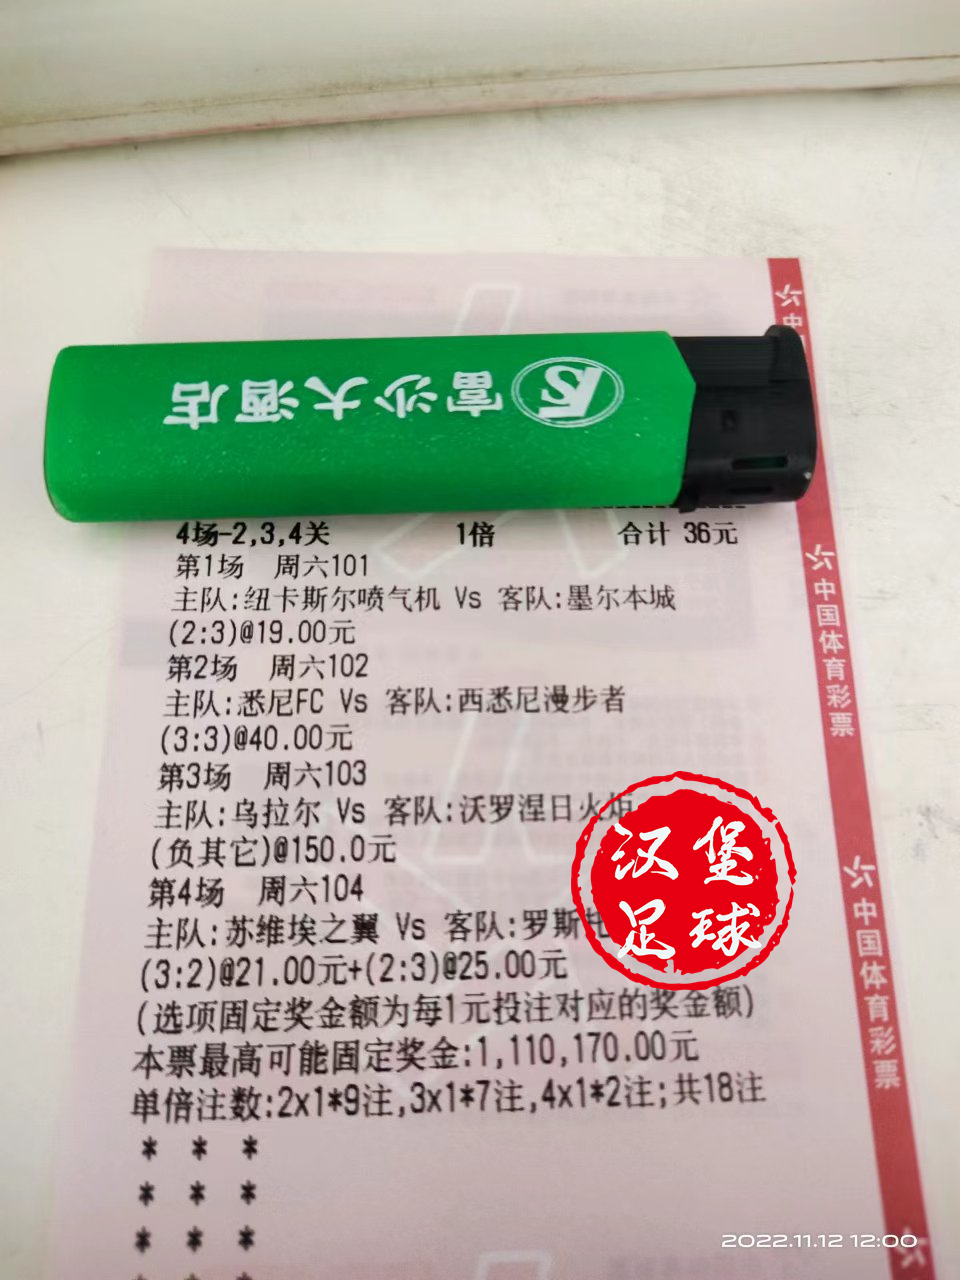 富沙大酒店
4场-2,3,4关 1倍 合计 36元
第1场 周六101
主队:纽卡斯尔喷气机 Vs 客队:墨尔本城
(2:3)@19.00元
第2场 周六102
主队:悉尼FC Vs 客队:西悉尼漫步者
(3:3)@40.00元
第3场 周六103
主队:乌拉尔 Vs 客队:沃罗涅日火炬
(负其它)@150.0元
第4场 周六104
主队:苏维埃之翼 Vs 客队:罗斯
(3:2)@21.00元+(2:3)@25.00元
(选项固定奖金额为每1元投注对应的奖金额)
本票最高可能固定奖金:1,110,170.00元
单倍注数:2x1*9注,3x1*7注,4x1*2注;共18注
* * *
* * *
* * *
汉堡
足球
中
中国体育彩票
中国体育彩票
2022.11.12 12:00